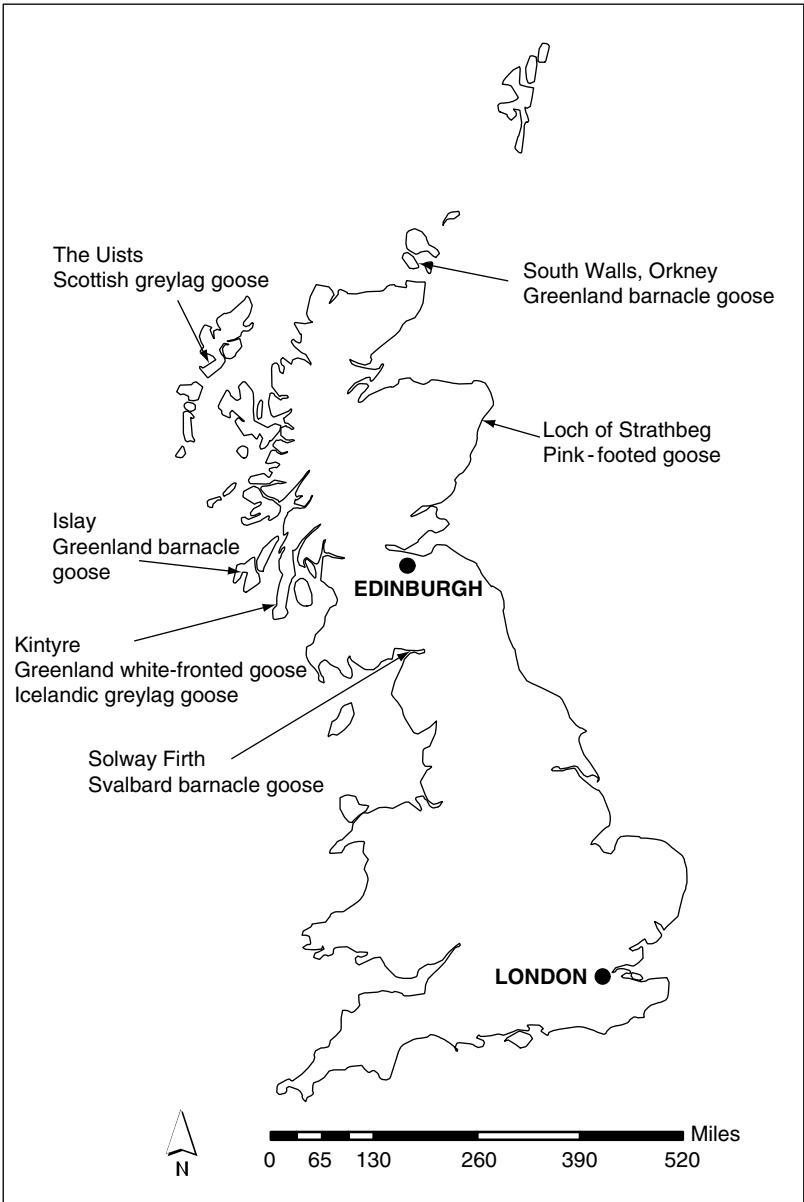 The Uists
Scottish greylag goose
South Walls, Orkney
Greenland barnacle goose
Loch of Strathbeg
Pink-footed goose
Islay
Greenland barnacle
goose
EDINBURGH
Kintyre
Greenland white-fronted goose
Icelandic greylag goose
Solway Firth
Svalbard barnacle goose
LONDON
N
Miles
0 65 130 260 390 520